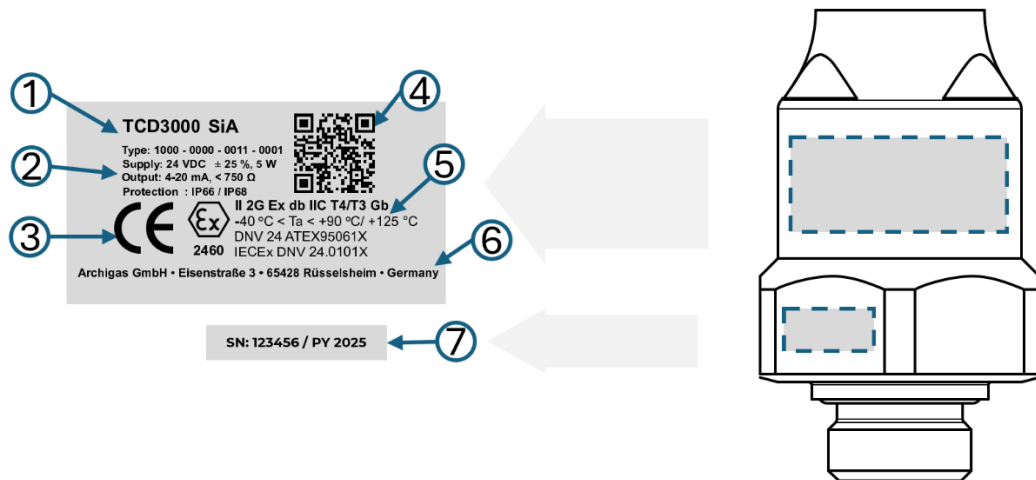 1
TCD3000 SiA
4
Type: 1000 - 0000 - 0011 - 0001
2
Supply: 24 VDC ± 25 %, 5 W
Output: 4-20 mA, < 750 Ω
Protection : IP66 / IP68
5
3
CE
Ex
2460
II 2G Ex db IIC T4/T3 Gb
-40 °C < Ta < +90 °C/ +125 °C
DNV 24 ATEX95061X
IECEx DNV 24.0101X
6
Archigas GmbH • Eisenstraße 3 • 65428 Rüsselsheim • Germany
SN: 123456 / PY 2025
7